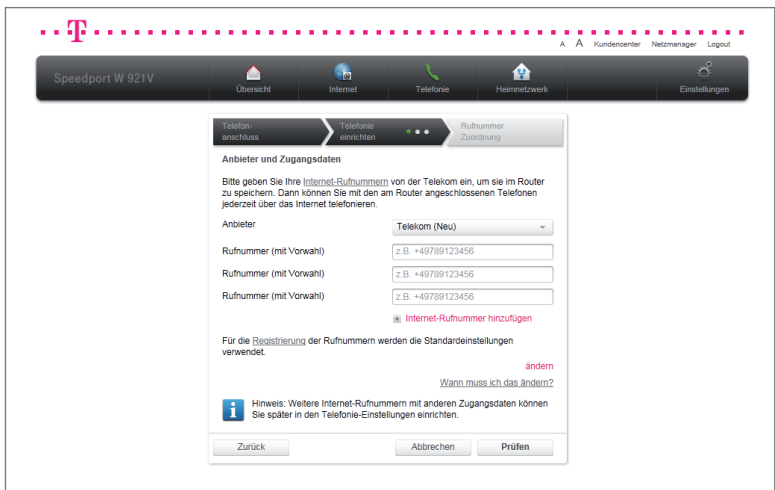 T
A A Kundencenter Netzmanager Logout
Speedport W 921V
Übersicht Internet Telefonie Heimnetzwerk Einstellungen
Telefon-
anschluss
Telefonie
einrichten
Rufnummer
Zuordnung
Anbieter und Zugangsdaten
Bitte geben Sie Ihre Internet-Rufnummern von der Telekom ein, um sie im Router
zu speichern. Dann können Sie mit den am Router angeschlossenen Telefonen
jederzeit über das Internet telefonieren.
Anbieter Telekom (Neu)
Rufnummer (mit Vorwahl) z.B. +49789123456
Rufnummer (mit Vorwahl) z.B. +49789123456
Rufnummer (mit Vorwahl) z.B. +49789123456
+ Internet-Rufnummer hinzufügen
Für die Registrierung der Rufnummern werden die Standardeinstellungen
verwendet.
ändern
Wann muss ich das ändern?
i
Hinweis: Weitere Internet-Rufnummern mit anderen Zugangsdaten können
Sie später in den Telefonie-Einstellungen einrichten.
Zurück Abbrechen Prüfen